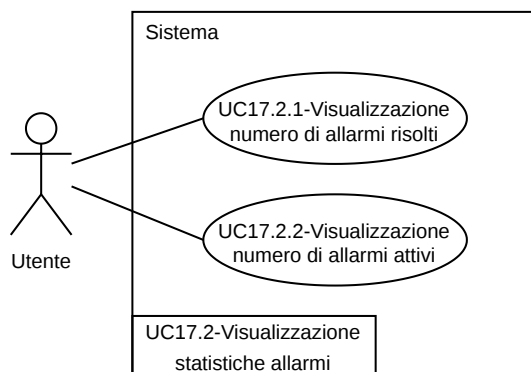 Sistema
UC17.2.1-Visualizzazione
numero di allarmi risolti
UC17.2.2-Visualizzazione
numero di allarmi attivi
Utente
UC17.2-Visualizzazione
statistiche allarmi